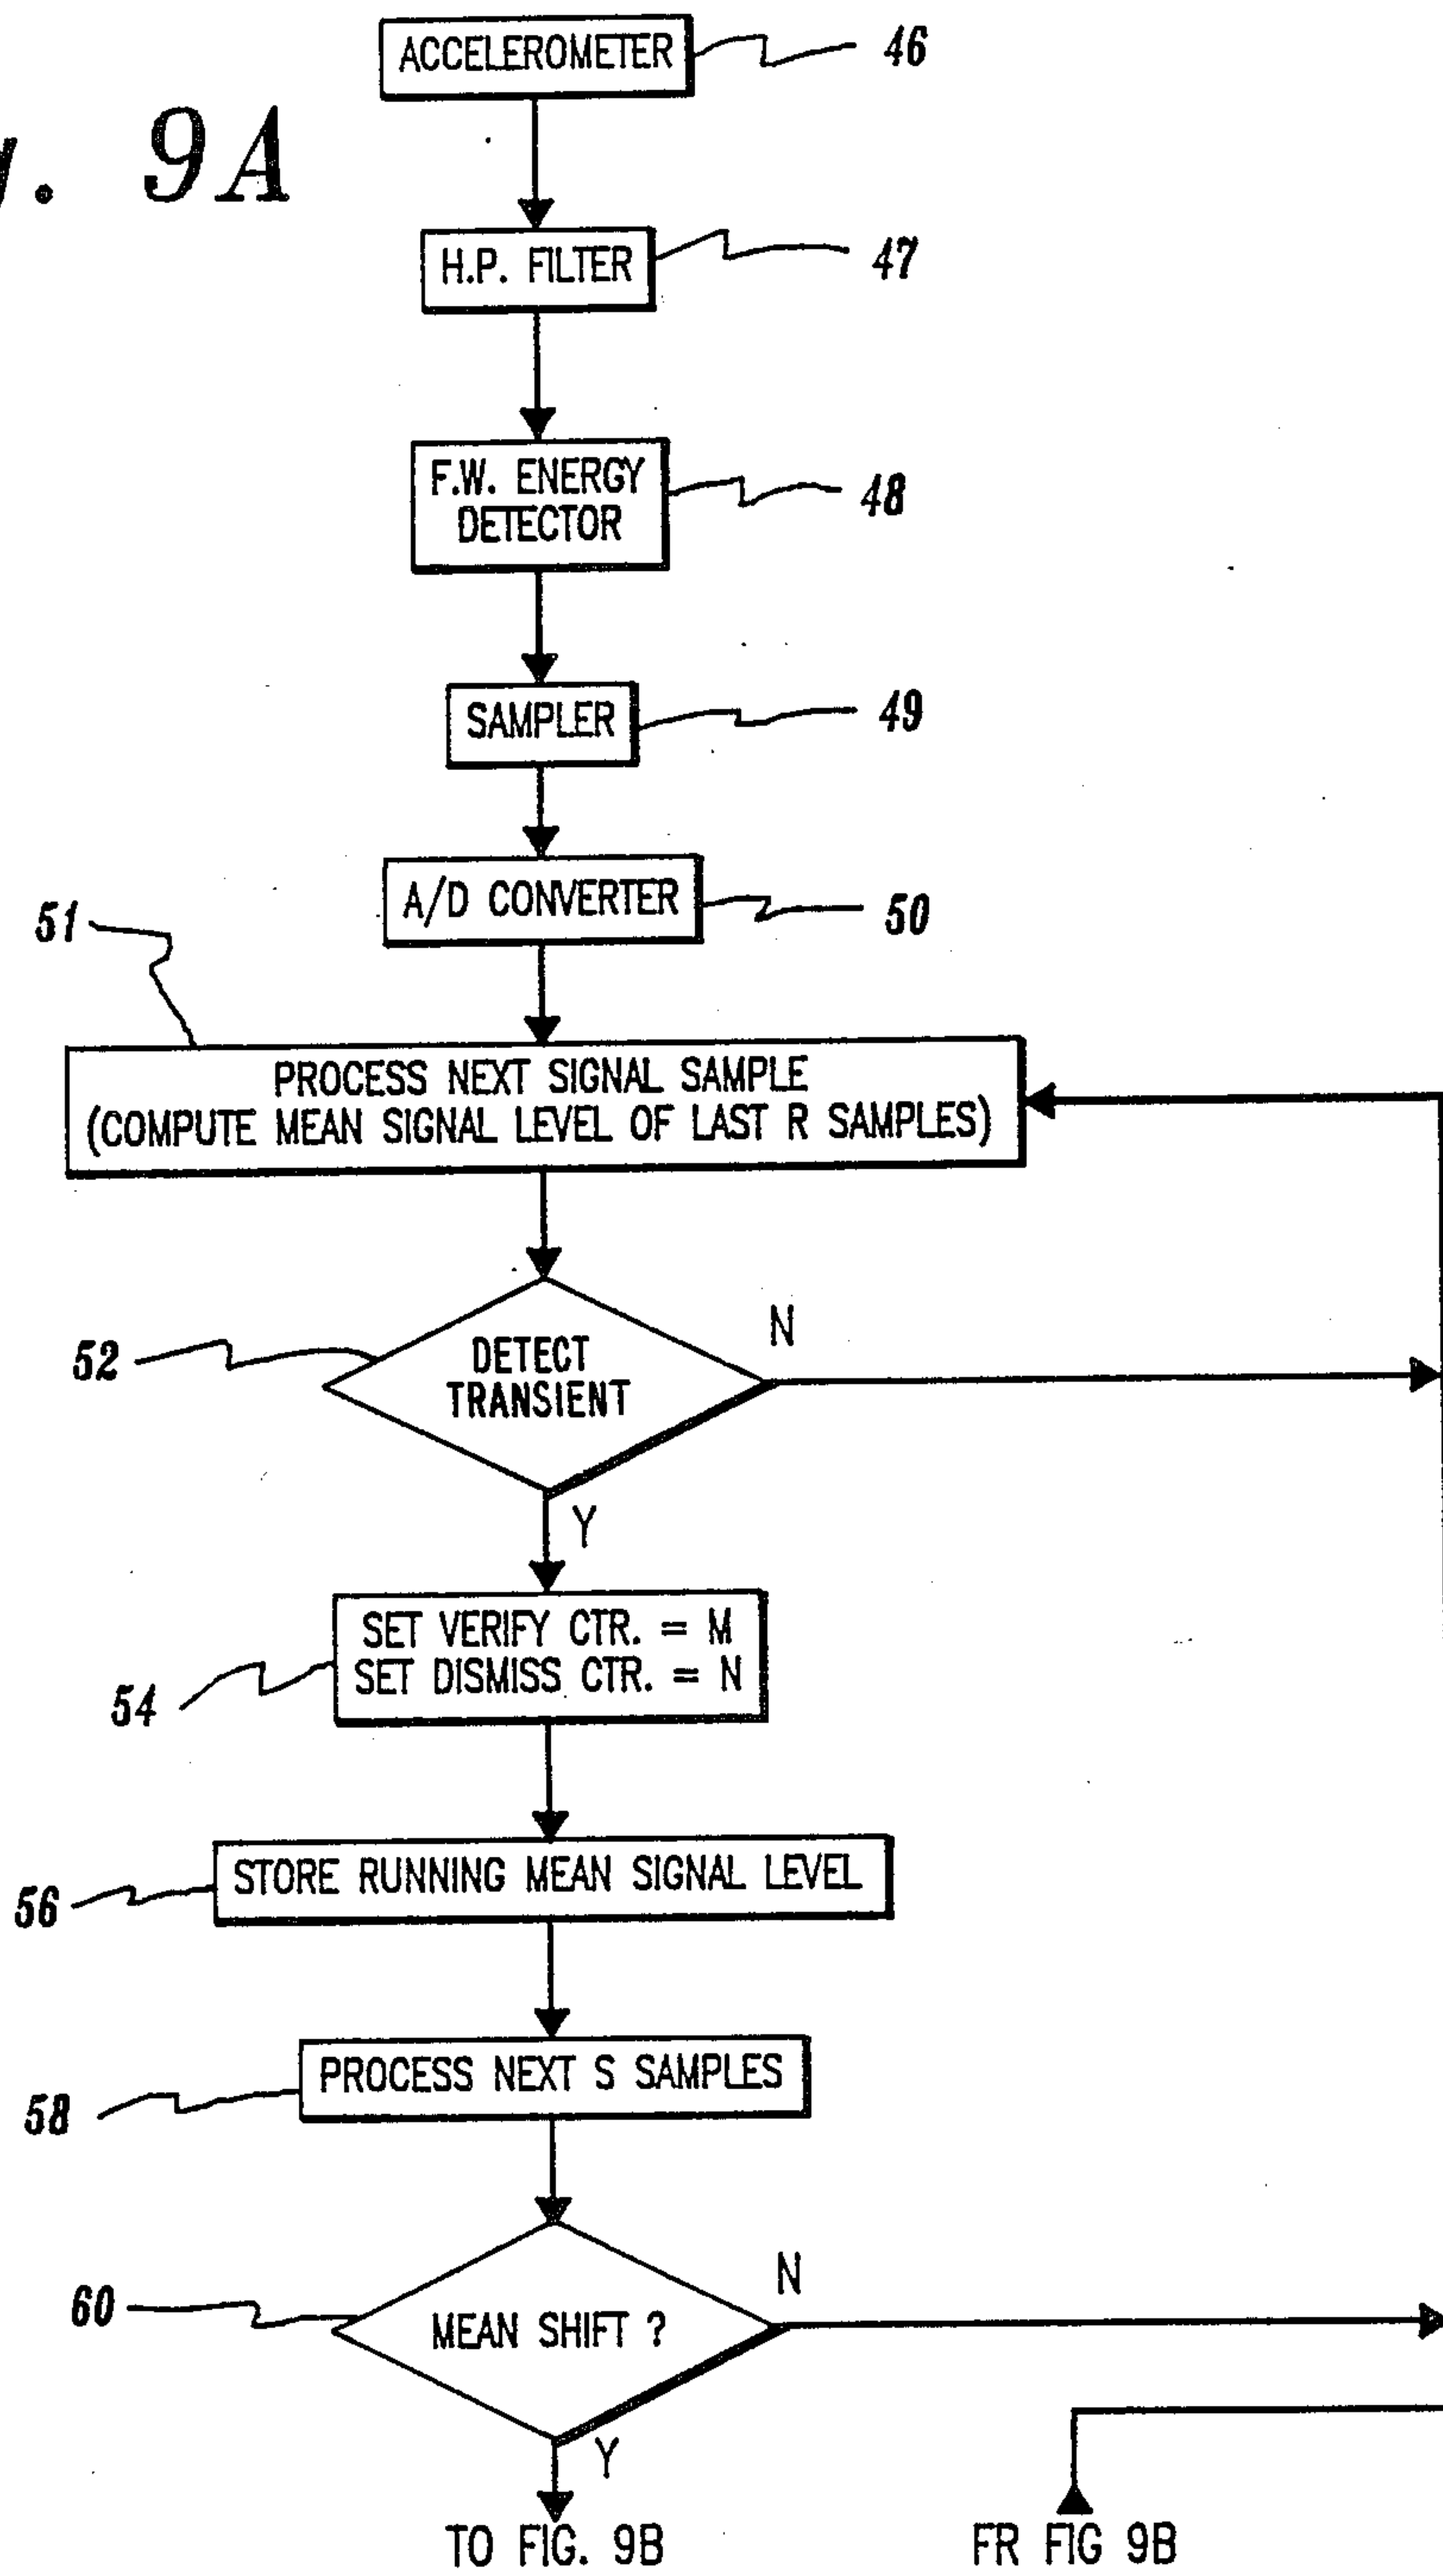 ACCELEROMETER
46
. 9A
H.P. FILTER
47
F.W. ENERGY
DETECTOR
48
SAMPLER
49
A/D CONVERTER
50
51
PROCESS NEXT SIGNAL SAMPLE
(COMPUTE MEAN SIGNAL LEVEL OF LAST R SAMPLES)
52
DETECT
TRANSIENT
N
Y
SET VERIFY CTR. = M
SET DISMISS CTR. = N
54
STORE RUNNING MEAN SIGNAL LEVEL
56
PROCESS NEXT S SAMPLES
58
60
MEAN SHIFT ?
N
Y
TO FIG. 9B
FR FIG 9B